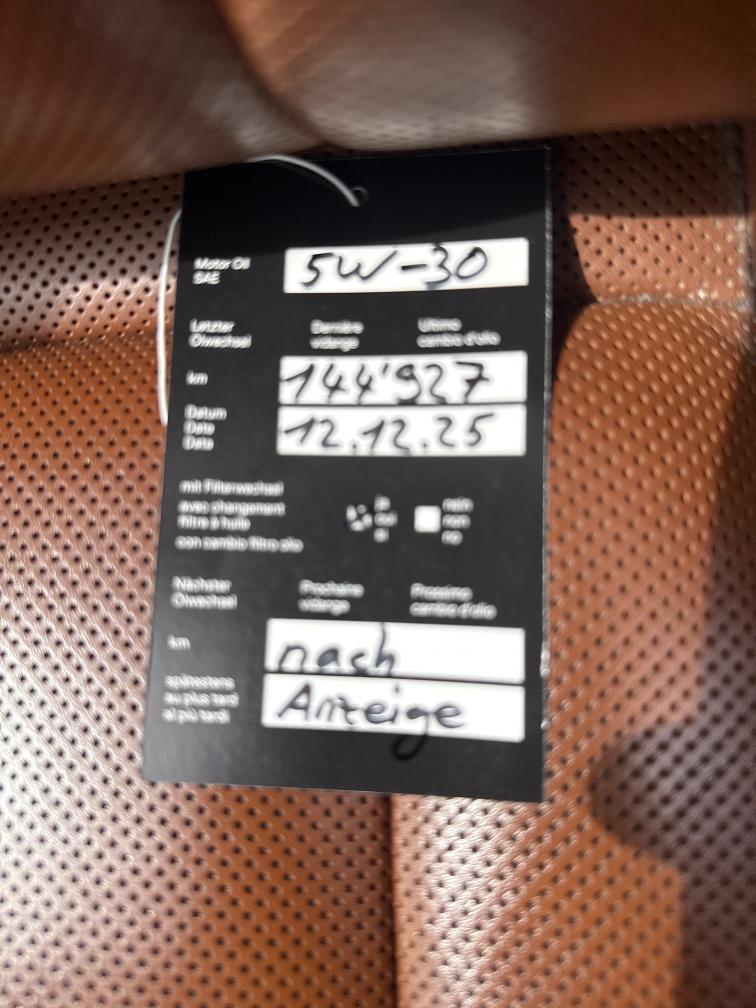 Motor Oil 5W-30
SAE
Letzter Dernière Ultimo
Ölwechsel vidange cambio d'olio
km 144'927
Datum 12.12.25
Date
Data
mit Filterwechsel ja nein
avec changement oui non
filtre à huile si no
con cambio filtro olio
Nächster Prochaine Prossimo
Ölwechsel vidange cambio d'olio
km nach
spätestens Anzeige
au plus tard
al più tardi